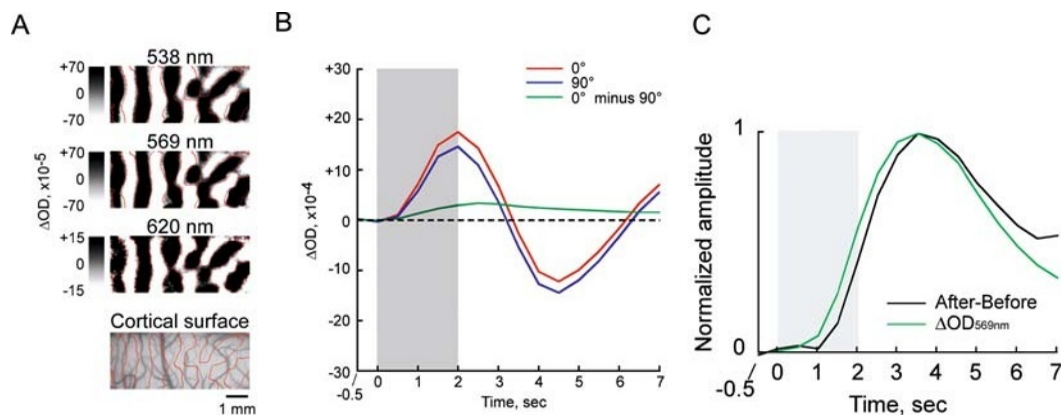 A
538 nm
+70
0
-70
569 nm
+70
0
-70
620 nm
+15
0
-15
ΔOD, x10-5
Cortical surface
1 mm
B
0°
90°
0° minus 90°
ΔOD, x10-4
+30
+20
+10
0
-10
-20
-30
-0.5
0 1 2 3 4 5 6 7
Time, sec
C
Normalized amplitude
1
0
After-Before
ΔOD569nm
-0.5
0 1 2 3 4 5 6 7
Time, sec